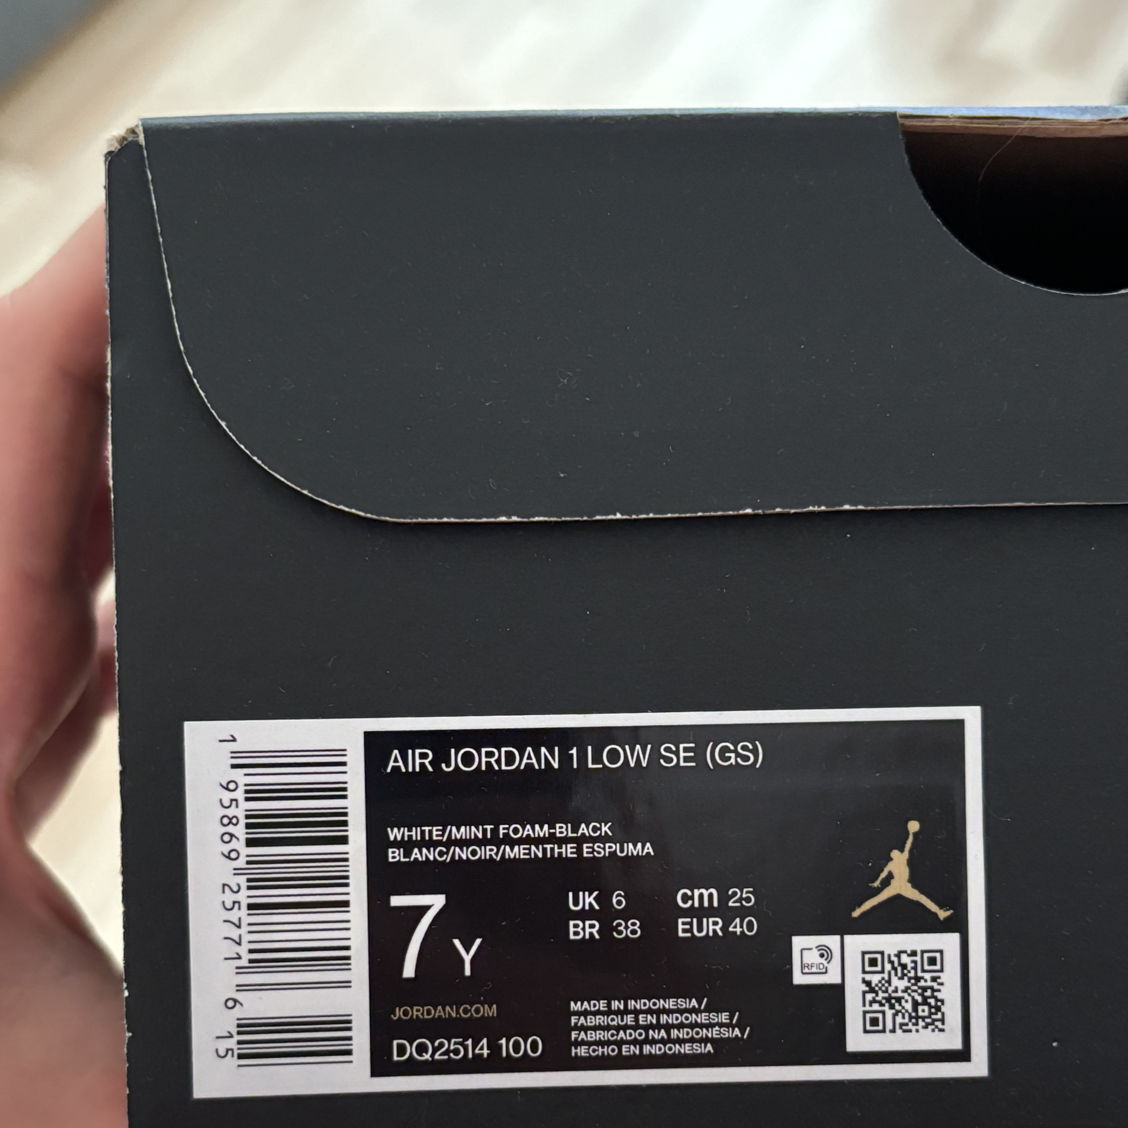 AIR JORDAN 1 LOW SE (GS)
WHITE/MINT FOAM-BLACK
BLANC/NOIR/MENTHE ESPUMA
7 Y
UK 6 cm 25
BR 38 EUR 40
RFID
JORDAN.COM
DQ2514 100
MADE IN INDONESIA /
FABRIQUE EN INDONESIE /
FABRICADO NA INDONÉSIA /
HECHO EN INDONESIA
1 95869 25771 6 15